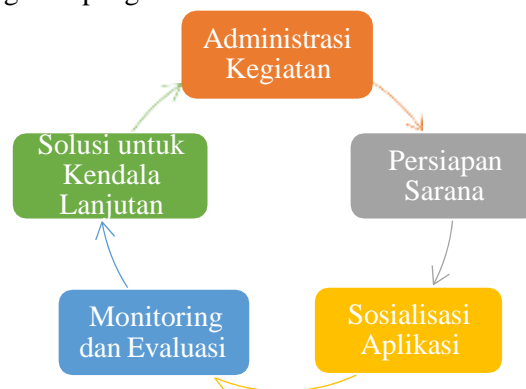 Administrasi
Kegiatan
Persiapan
Sarana
Sosialisasi
Aplikasi
Monitoring
dan Evaluasi
Solusi untuk
Kendala
Lanjutan